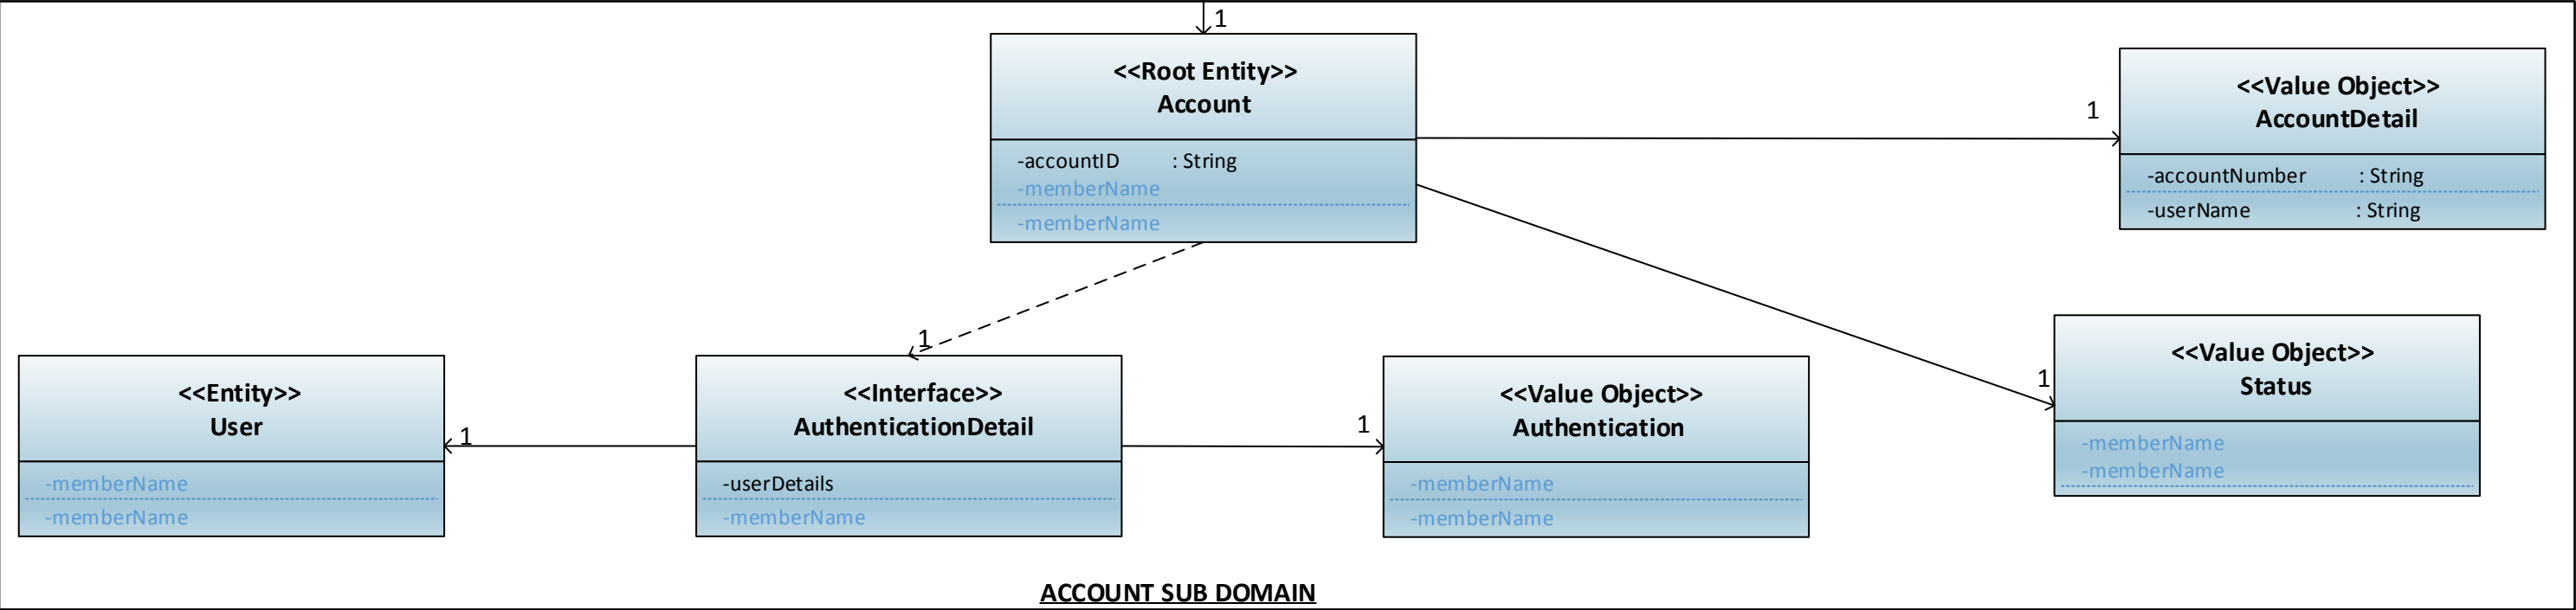 1
<<Root Entity>>
Account
-accountID : String
-memberName
-memberName
1
<<Value Object>>
AccountDetail
-accountNumber : String
-userName : String
1
<<Entity>>
User
-memberName
-memberName
1
<<Interface>>
AuthenticationDetail
-userDetails
-memberName
1
<<Value Object>>
Authentication
-memberName
-memberName
1
<<Value Object>>
Status
-memberName
-memberName
ACCOUNT SUB DOMAIN